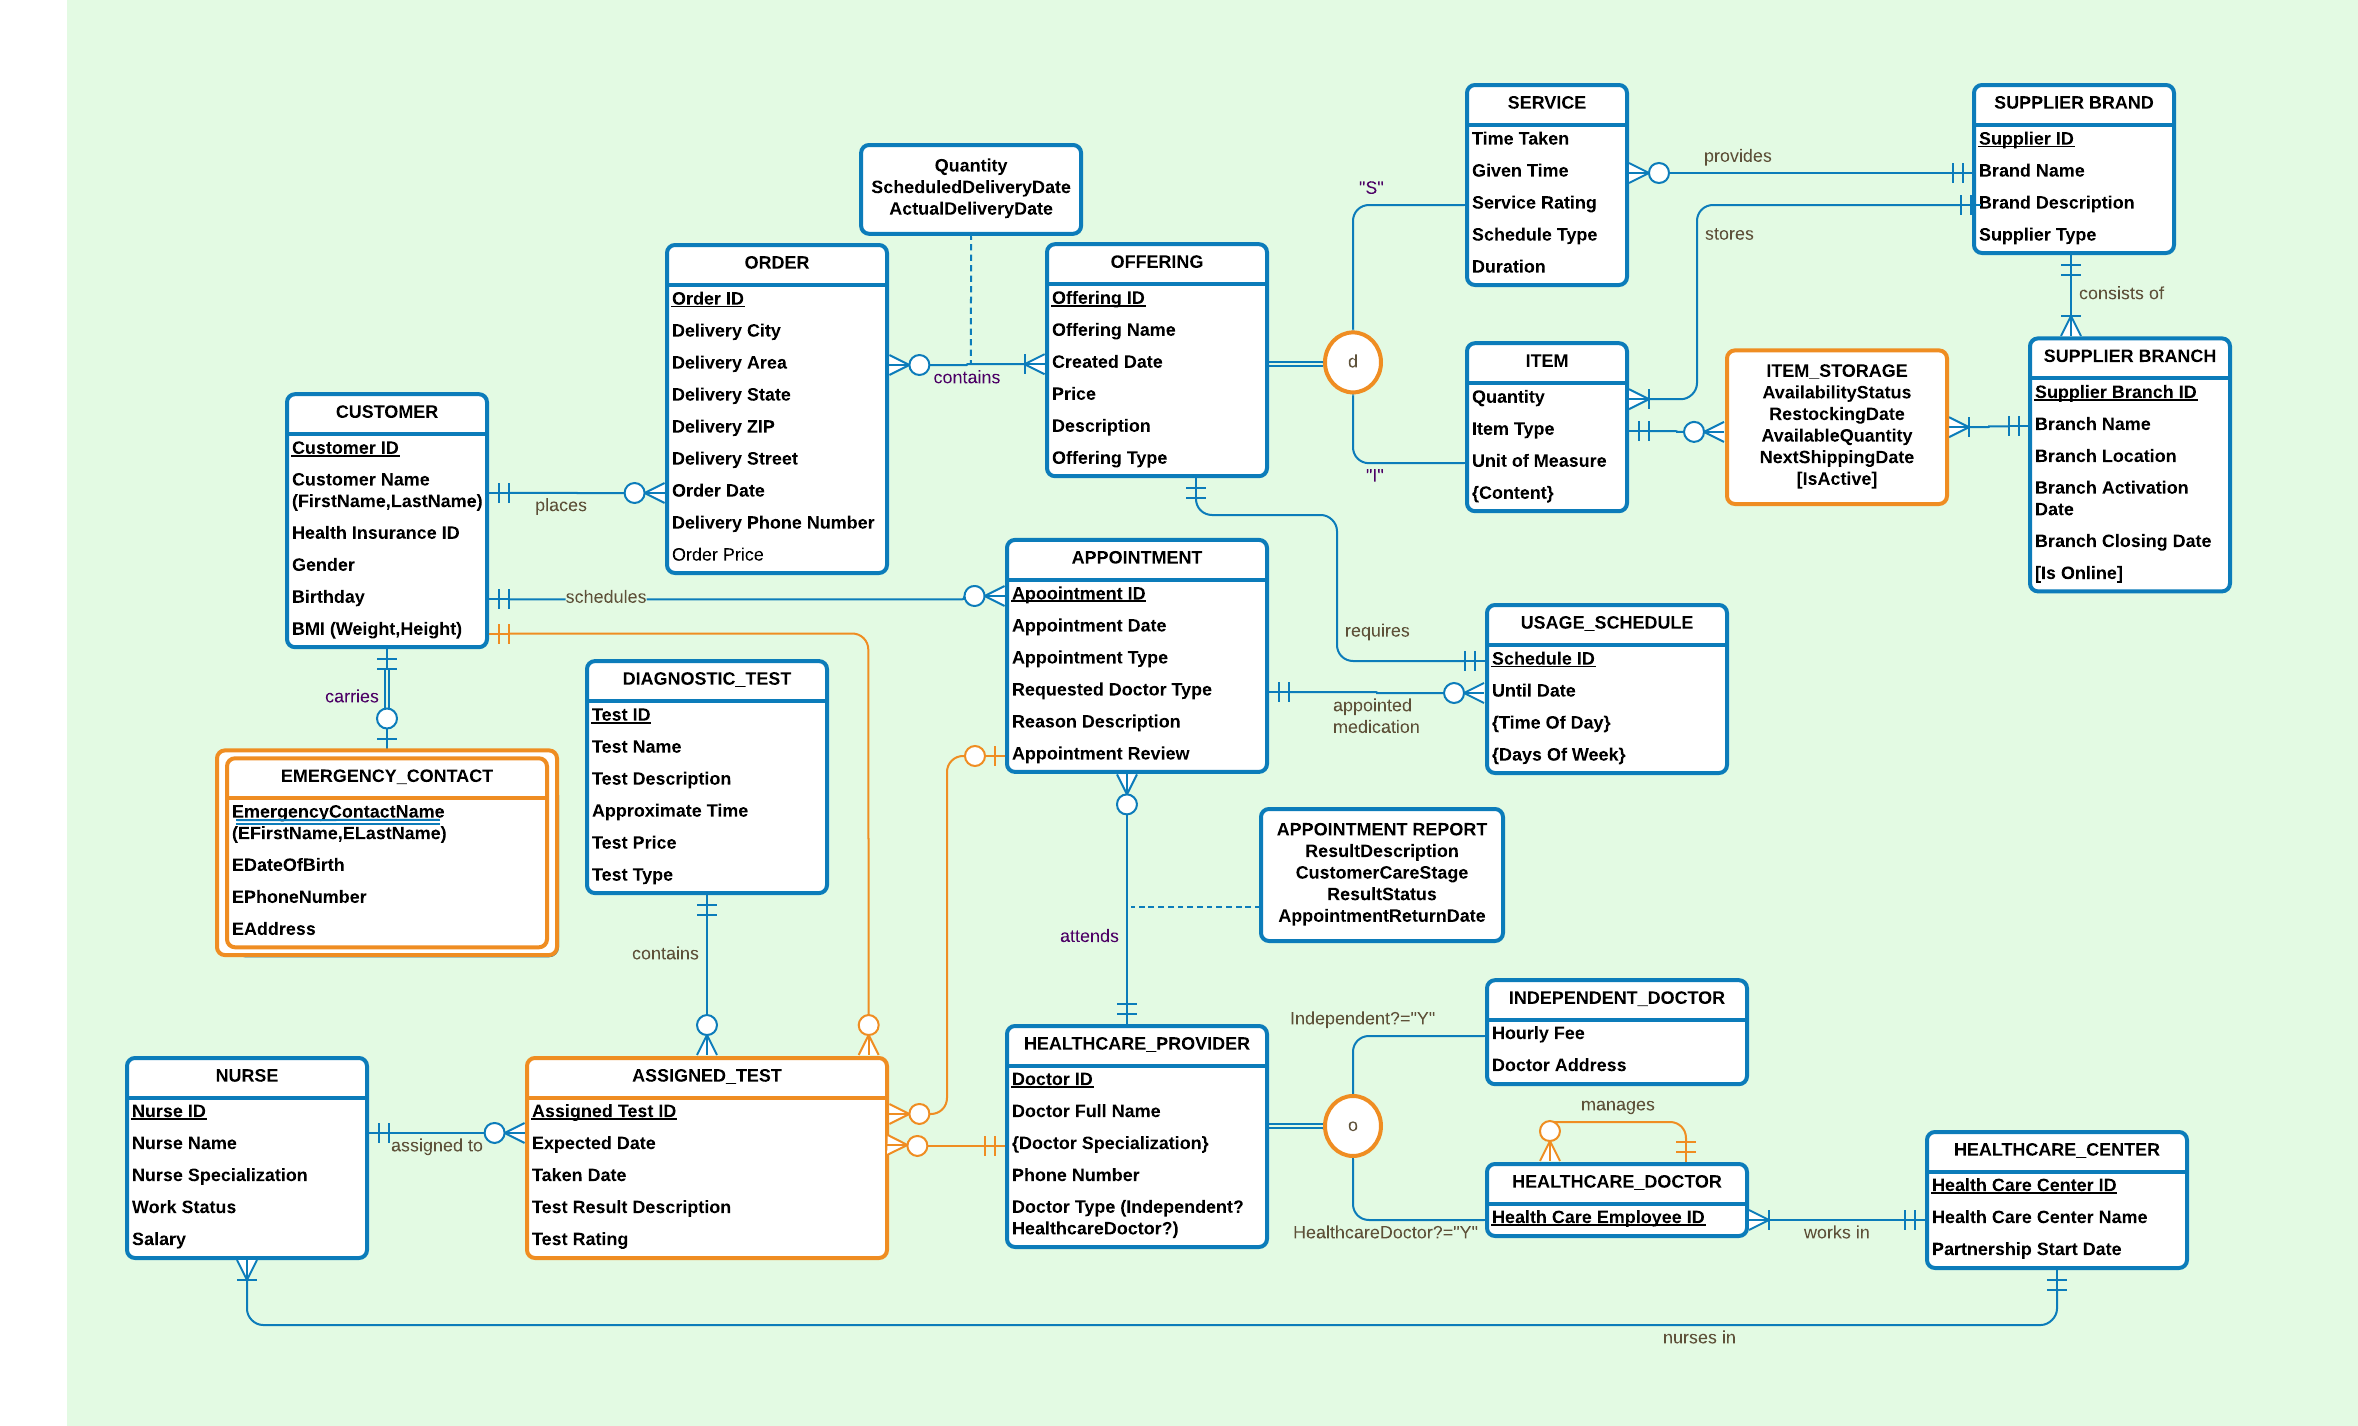 SERVICE
Time Taken
Given Time
Service Rating
Schedule Type
Duration
provides
SUPPLIER BRAND
Supplier ID
Brand Name
Brand Description
Supplier Type
stores
consists of
Quantity
ScheduledDeliveryDate
ActualDeliveryDate
"S"
ORDER
Order ID
Delivery City
Delivery Area
Delivery State
Delivery ZIP
Delivery Street
Order Date
Delivery Phone Number
Order Price
contains
OFFERING
Offering ID
Offering Name
Created Date
Price
Description
Offering Type
d
"I"
ITEM
Quantity
Item Type
Unit of Measure
{Content}
ITEM_STORAGE
AvailabilityStatus
RestockingDate
AvailableQuantity
NextShippingDate
[IsActive]
SUPPLIER BRANCH
Supplier Branch ID
Branch Name
Branch Location
Branch Activation
Date
Branch Closing Date
[Is Online]
CUSTOMER
Customer ID
Customer Name
(FirstName,LastName)
Health Insurance ID
Gender
Birthday
BMI (Weight,Height)
places
schedules
carries
APPOINTMENT
Apoointment ID
Appointment Date
Appointment Type
Requested Doctor Type
Reason Description
Appointment Review
requires
appointed
medication
USAGE_SCHEDULE
Schedule ID
Until Date
{Time Of Day}
{Days Of Week}
DIAGNOSTIC_TEST
Test ID
Test Name
Test Description
Approximate Time
Test Price
Test Type
contains
EMERGENCY_CONTACT
EmergencyContactName
(EFirstName,ELastName)
EDateOfBirth
EPhoneNumber
EAddress
APPOINTMENT REPORT
ResultDescription
CustomerCareStage
ResultStatus
AppointmentReturnDate
attends
NURSE
Nurse ID
Nurse Name
Nurse Specialization
Work Status
Salary
assigned to
ASSIGNED_TEST
Assigned Test ID
Expected Date
Taken Date
Test Result Description
Test Rating
HEALTHCARE_PROVIDER
Doctor ID
Doctor Full Name
{Doctor Specialization}
Phone Number
Doctor Type (Independent?
HealthcareDoctor?)
Independent?="Y"
o
HealthcareDoctor?="Y"
INDEPENDENT_DOCTOR
Hourly Fee
Doctor Address
manages
HEALTHCARE_DOCTOR
Health Care Employee ID
works in
HEALTHCARE_CENTER
Health Care Center ID
Health Care Center Name
Partnership Start Date
nurses in